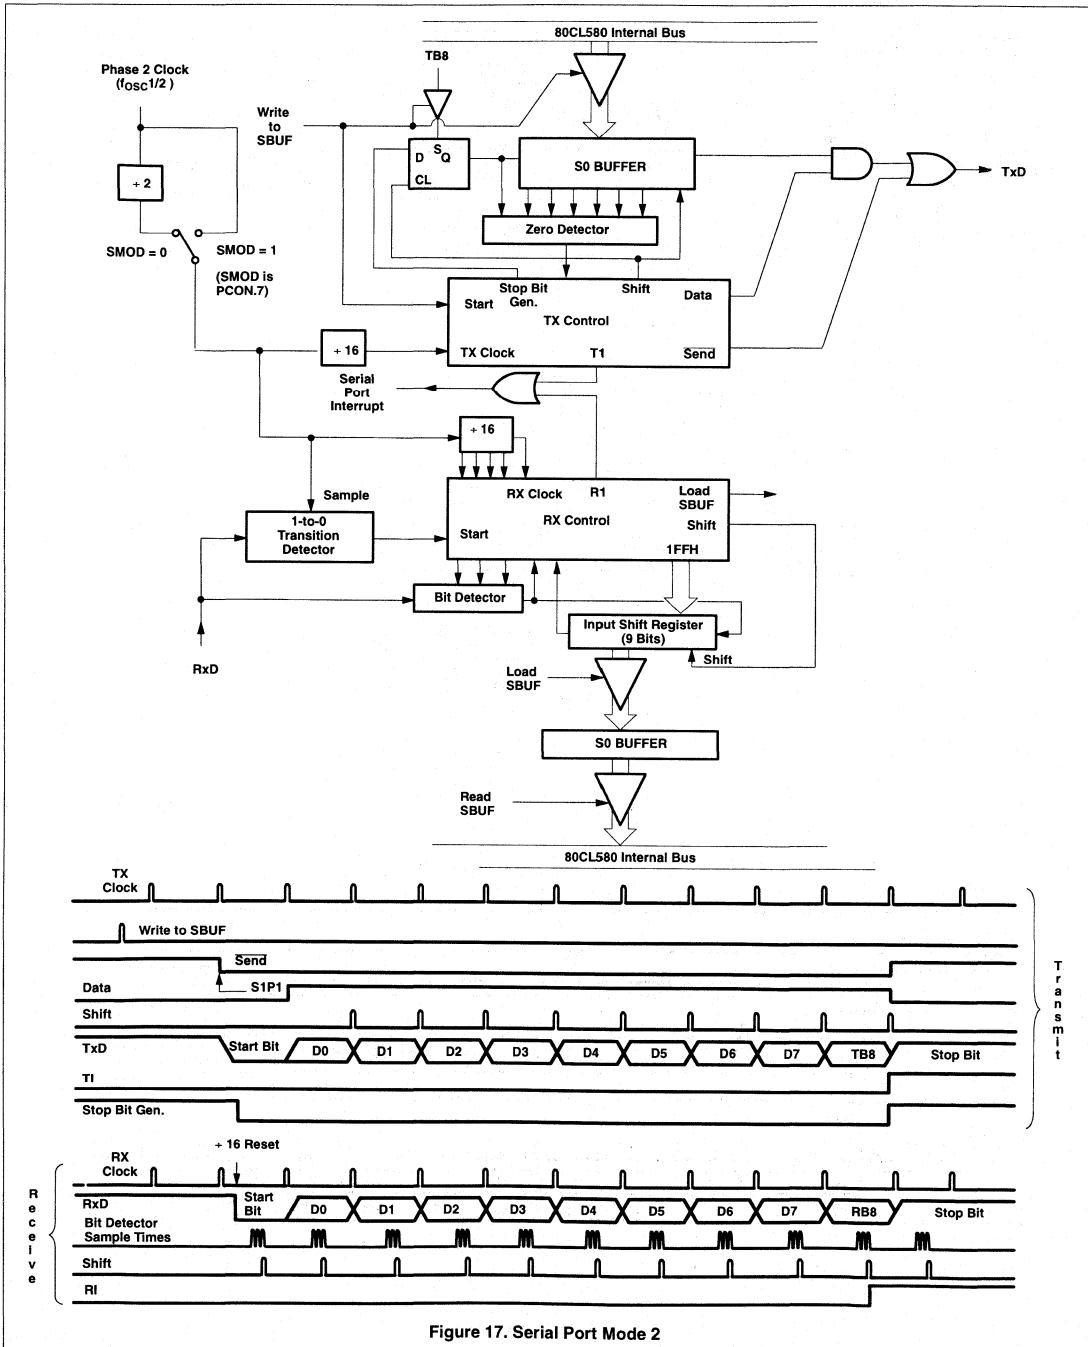 80CL580 Internal Bus
TB8
Phase 2 Clock
(fOSC1/2 )
Write
to
SBUF
D
S
Q
CL
S0 BUFFER
TxD
÷ 2
Zero Detector
SMOD = 0
SMOD = 1
(SMOD is
PCON.7)
Stop Bit
Gen.
Shift
Data
Start
TX Control
TX Clock
T1
Send
÷ 16
Serial
Port
Interrupt
÷ 16
Sample
RX Clock
R1
Load
SBUF
RX Control
Shift
Start
1FFH
1-to-0
Transition
Detector
Bit Detector
Input Shift Register
(9 Bits)
Shift
RxD
Load
SBUF
S0 BUFFER
Read
SBUF
80CL580 Internal Bus
TX
Clock
Write to SBUF
Send
S1P1
Data
Shift
TxD
Start Bit D0 D1 D2 D3 D4 D5 D6 D7 TB8 Stop Bit
TI
Stop Bit Gen.
Transmit
÷ 16 Reset
RX
Clock
RxD
Start
Bit
D0 D1 D2 D3 D4 D5 D6 D7 RB8 Stop Bit
Bit Detector
Sample Times
Shift
RI
Receive
Figure 17. Serial Port Mode 2